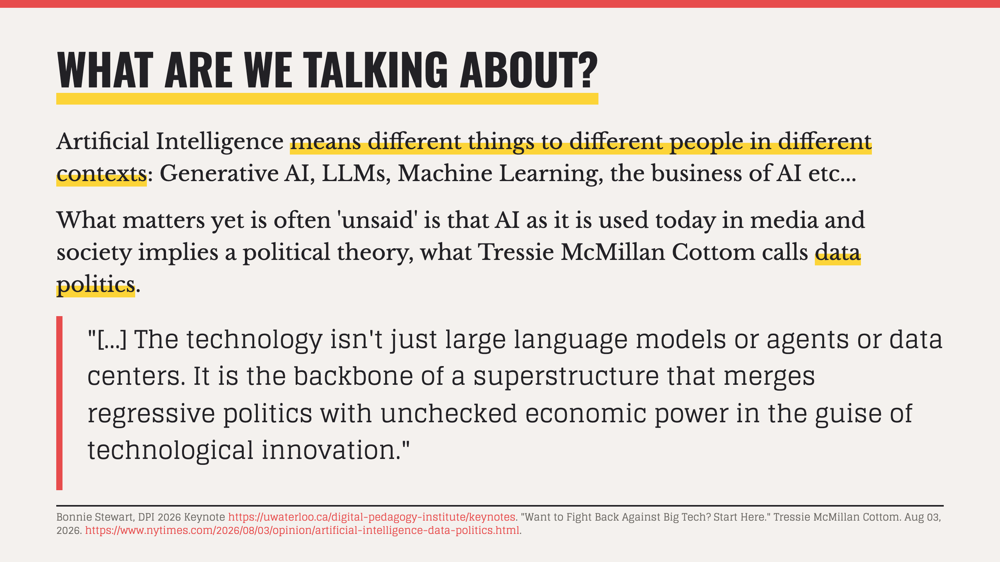 WHAT ARE WE TALKING ABOUT?
Artificial Intelligence means different things to different people in different
contexts: Generative AI, LLMs, Machine Learning, the business of AI etc...
What matters yet is often 'unsaid' is that AI as it is used today in media and
society implies a political theory, what Tressie McMillan Cottom calls data
politics.
"[...] The technology isn't just large language models or agents or data
centers. It is the backbone of a superstructure that merges
regressive politics with unchecked economic power in the guise of
technological innovation."
Bonnie Stewart, DPI 2026 Keynote https://uwaterloo.ca/digital-pedagogy-institute/keynotes. "Want to Fight Back Against Big Tech? Start Here." Tressie McMillan Cottom. Aug 03,
2026. https://www.nytimes.com/2026/08/03/opinion/artificial-intelligence-data-politics.html.